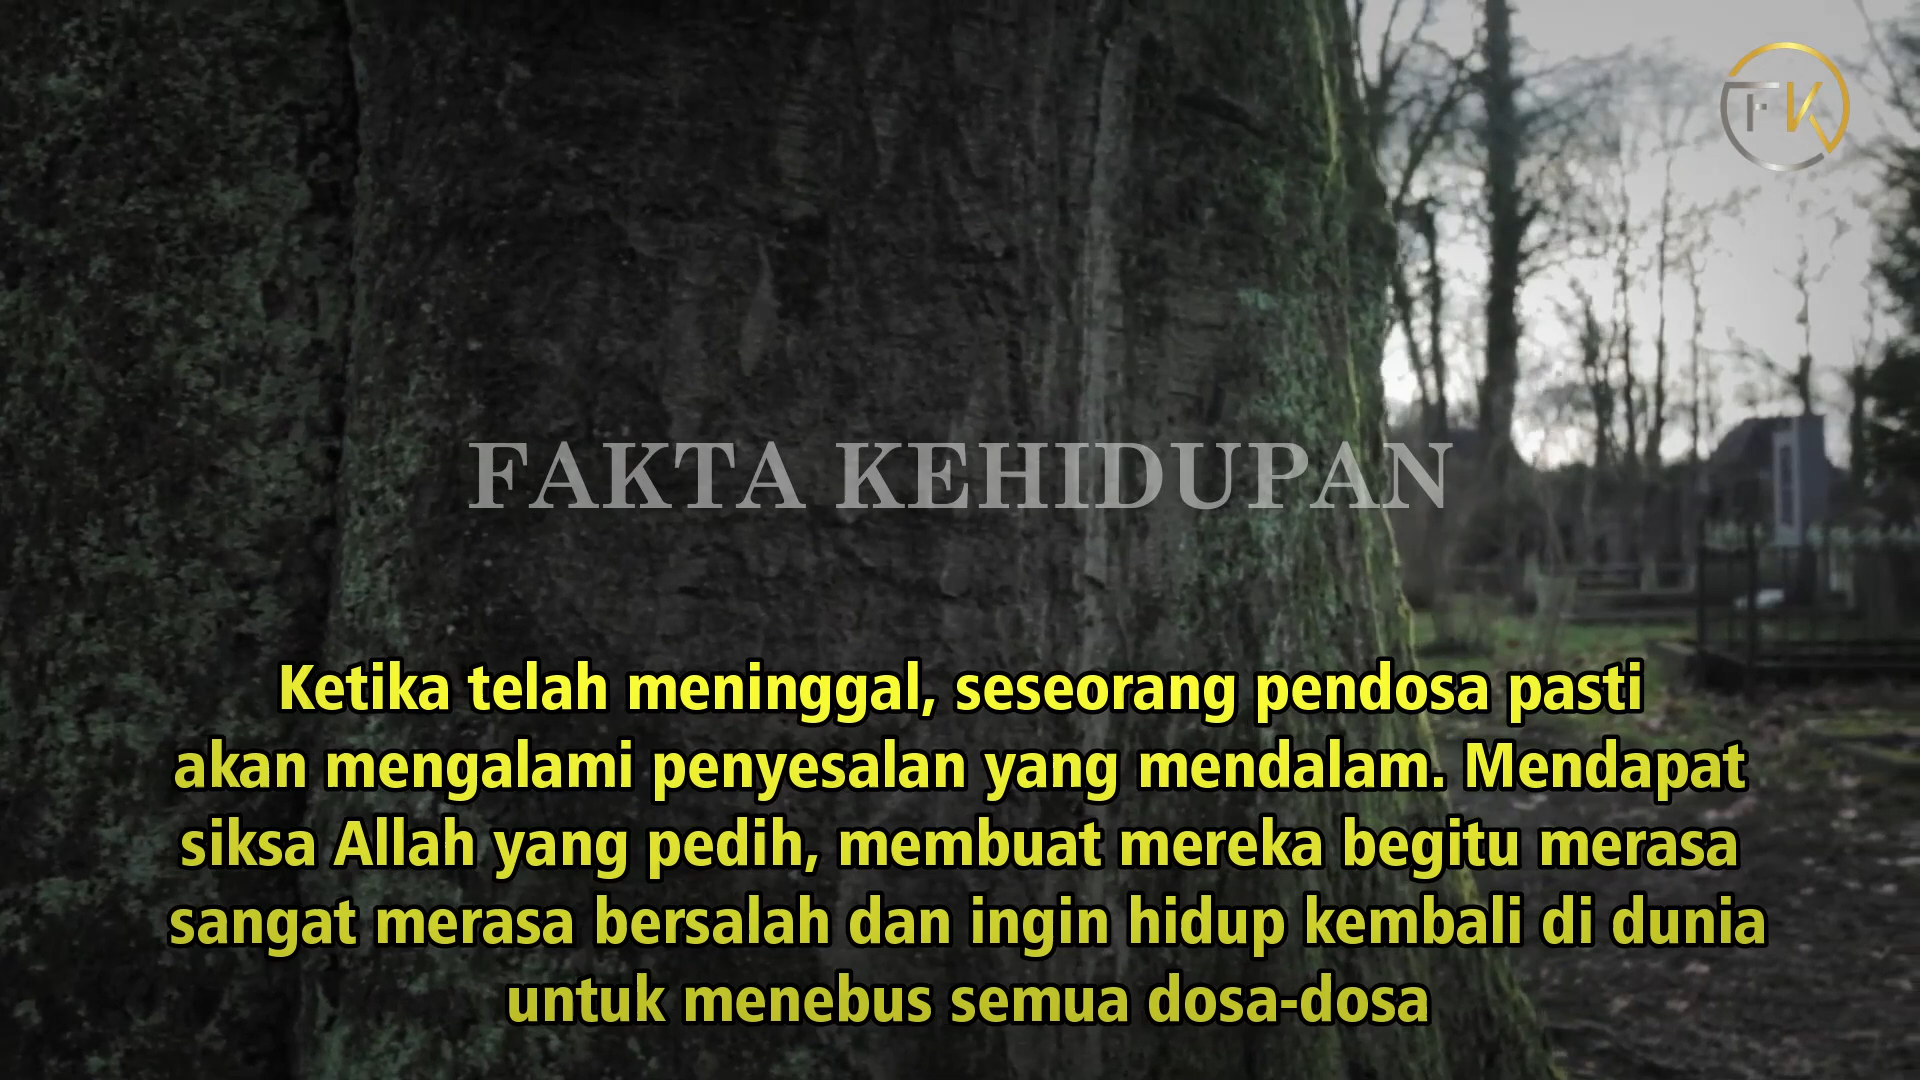 FK
FAKTA KEHIDUPAN
Ketika telah meninggal, seseorang pendosa pasti
akan mengalami penyesalan yang mendalam. Mendapat
siksa Allah yang pedih, membuat mereka begitu merasa
sangat merasa bersalah dan ingin hidup kembali di dunia
untuk menebus semua dosa-dosa